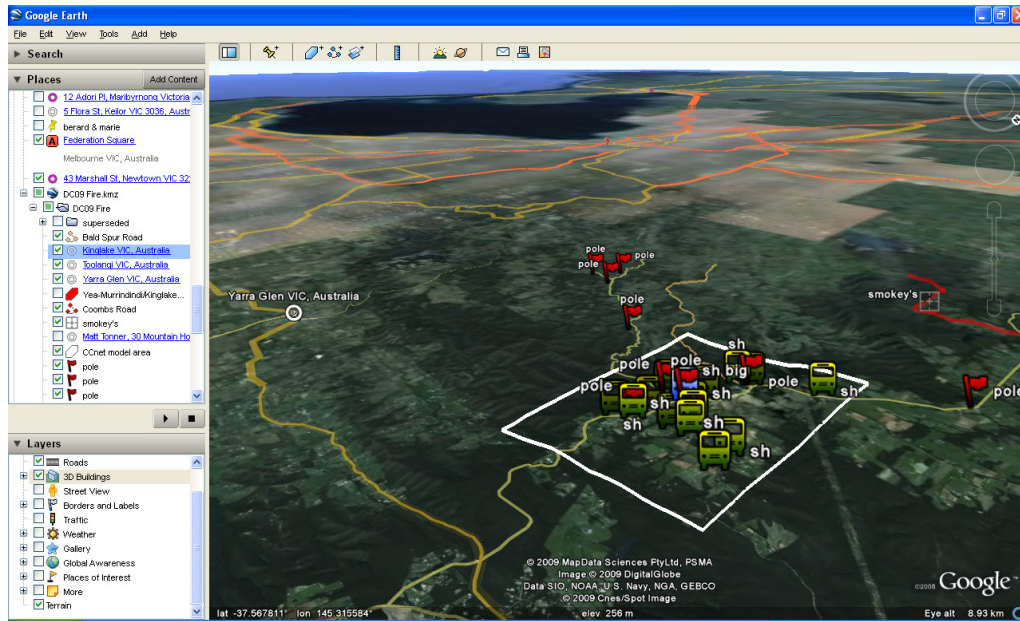 Google Earth
File Edit View Tools Add Help
Search
Places
Add Content
12 Adori Pl, Maribyrnong Victoria
5 Flora St, Keilor VIC 3036, Austr
berard & marie
Federation Square
Melbourne VIC, Australia
43 Marshall St, Newtown VIC 32
DC09 Fire.kmz
DC09 Fire
superseded
Bald Spur Road
Kinglake VIC, Australia
Toolangi VIC, Australia
Yarra Glen VIC, Australia
Yea-Murrindindi/Kinglake...
Coombs Road
smokey's
Matt Tonner, 30 Mountain Ho
CCnet model area
pole
pole
pole
Layers
Roads
3D Buildings
Street View
Borders and Labels
Traffic
Weather
Gallery
Global Awareness
Places of Interest
More
Terrain
pole
pole
pole
Yarra Glen VIC, Australia
smokey's
pole
sh
pole
pole
sh big
pole
pole
sh
pole
sh
sh
sh
sh
sh
© 2009 MapData Sciences PtyLtd, PSMA
Image © 2009 DigitalGlobe
Data SIO, NOAA, U.S. Navy, NGA, GEBCO
© 2009 Cnes/Spot Image
©2008 Google™
lat -37.567811° lon 145.315584° elev 256 m Eye alt 8.93 km